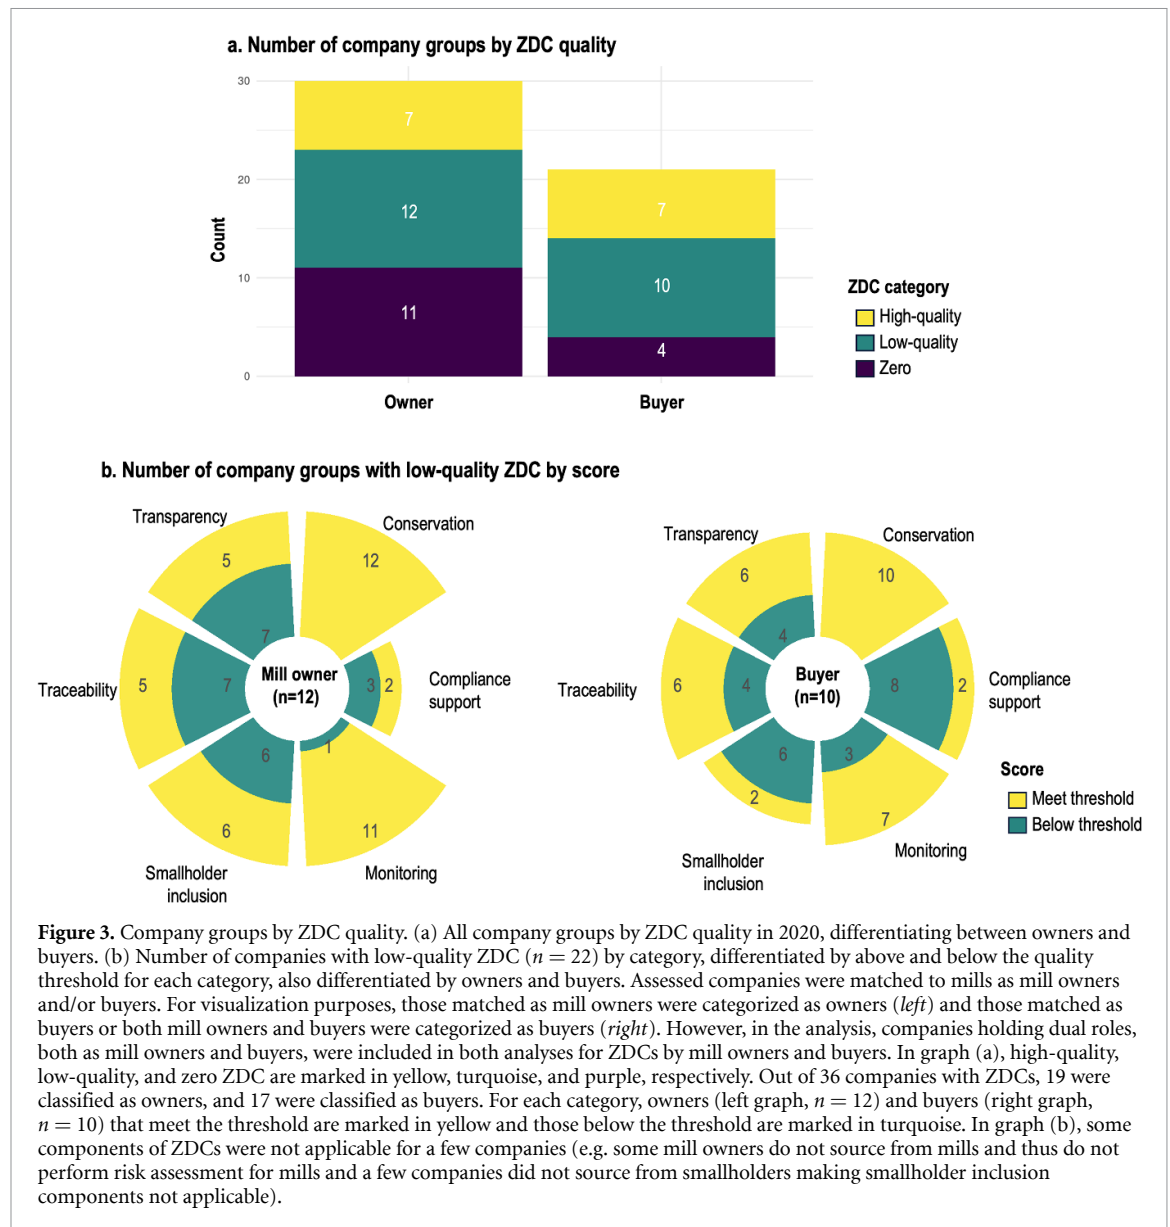 a. Number of company groups by ZDC quality
30
20
10
0
Count
7
12
11
7
10
4
Owner
Buyer
ZDC category
High-quality
Low-quality
Zero
b. Number of company groups with low-quality ZDC by score
Transparency
5
7
Conservation
12
Traceability
5
7
Mill owner
(n=12)
3
2
Compliance
support
6
6
Smallholder
inclusion
1
11
Monitoring
Transparency
6
4
Conservation
10
Traceability
6
4
Buyer
(n=10)
8
2
Compliance
support
6
2
Smallholder
inclusion
3
7
Monitoring
Score
Meet threshold
Below threshold
Figure 3. Company groups by ZDC quality. (a) All company groups by ZDC quality in 2020, differentiating between owners and
buyers. (b) Number of companies with low-quality ZDC (n = 22) by category, differentiated by above and below the quality
threshold for each category, also differentiated by owners and buyers. Assessed companies were matched to mills as mill owners
and/or buyers. For visualization purposes, those matched as mill owners were categorized as owners (left) and those matched as
buyers or both mill owners and buyers were categorized as buyers (right). However, in the analysis, companies holding dual roles,
both as mill owners and buyers, were included in both analyses for ZDCs by mill owners and buyers. In graph (a), high-quality,
low-quality, and zero ZDC are marked in yellow, turquoise, and purple, respectively. Out of 36 companies with ZDCs, 19 were
classified as owners, and 17 were classified as buyers. For each category, owners (left graph, n = 12) and buyers (right graph,
n = 10) that meet the threshold are marked in yellow and those below the threshold are marked in turquoise. In graph (b), some
components of ZDCs were not applicable for a few companies (e.g. some mill owners do not source from mills and thus do not
perform risk assessment for mills and a few companies did not source from smallholders making smallholder inclusion
components not applicable).